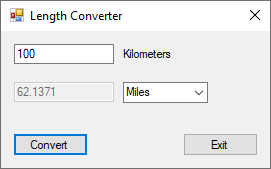 Length Converter
100 Kilometers
62.1371 Miles
Convert Exit